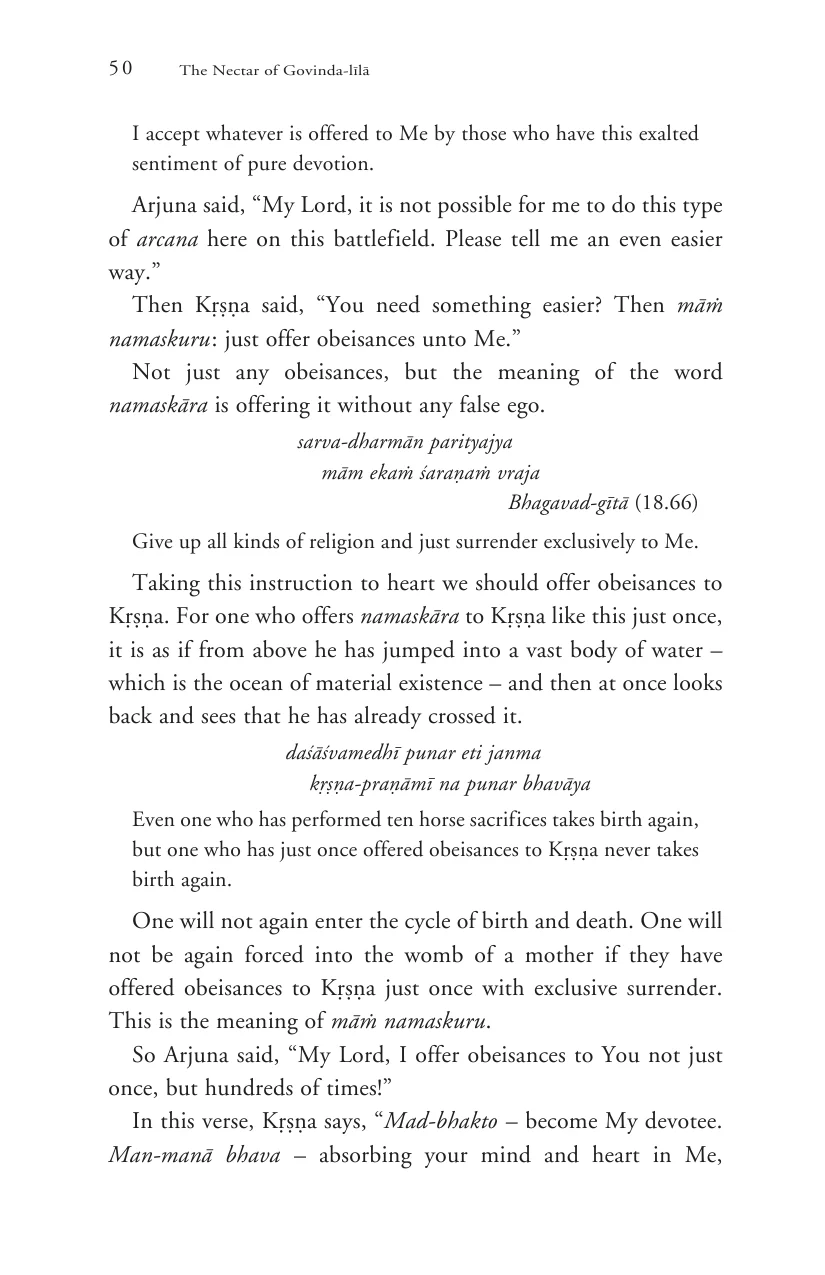 50 The Nectar of Govinda-līlā
I accept whatever is offered to Me by those who have this exalted
sentiment of pure devotion.
Arjuna said, “My Lord, it is not possible for me to do this type
of arcana here on this battlefield. Please tell me an even easier
way.”
Then Kṛṣṇa said, “You need something easier? Then māṁ
namaskuru: just offer obeisances unto Me.”
Not just any obeisances, but the meaning of the word
namaskāra is offering it without any false ego.
sarva-dharmān parityajya
mām ekaṁ śaraṇaṁ vraja
Bhagavad-gītā (18.66)
Give up all kinds of religion and just surrender exclusively to Me.
Taking this instruction to heart we should offer obeisances to
Kṛṣṇa. For one who offers namaskāra to Kṛṣṇa like this just once,
it is as if from above he has jumped into a vast body of water –
which is the ocean of material existence – and then at once looks
back and sees that he has already crossed it.
daśāśvamedhī punar eti janma
kṛṣṇa-praṇāmī na punar bhavāya
Even one who has performed ten horse sacrifices takes birth again,
but one who has just once offered obeisances to Kṛṣṇa never takes
birth again.
One will not again enter the cycle of birth and death. One will
not be again forced into the womb of a mother if they have
offered obeisances to Kṛṣṇa just once with exclusive surrender.
This is the meaning of māṁ namaskuru.
So Arjuna said, “My Lord, I offer obeisances to You not just
once, but hundreds of times!”
In this verse, Kṛṣṇa says, “Mad-bhakto – become My devotee.
Man-manā bhava – absorbing your mind and heart in Me,